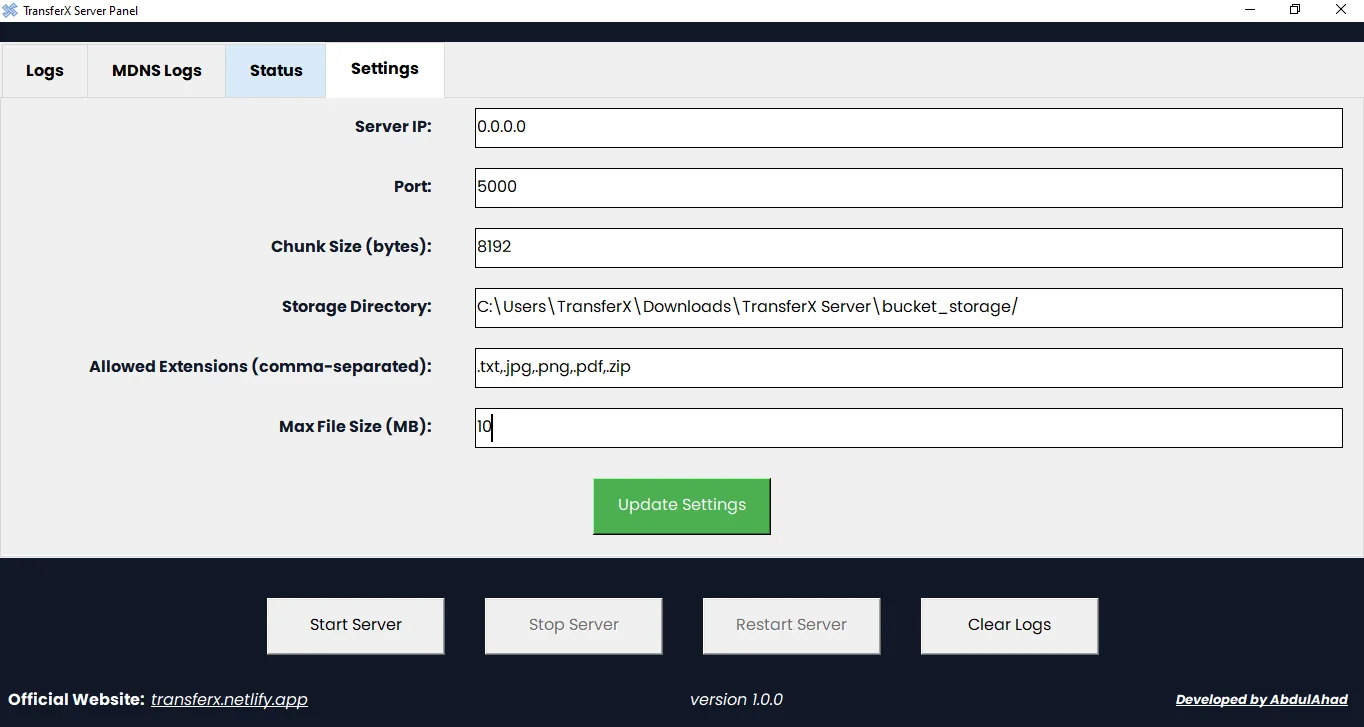 TransferX Server Panel
Logs MDNS Logs Status Settings
Server IP: 0.0.0.0
Port: 5000
Chunk Size (bytes): 8192
Storage Directory: C:\Users\TransferX\Downloads\TransferX Server\bucket_storage/
Allowed Extensions (comma-separated): .txt,.jpg,.png,.pdf,.zip
Max File Size (MB): 10
Update Settings
Start Server Stop Server Restart Server Clear Logs
Official Website: transferx.netlify.app version 1.0.0 Developed by AbdulAhad